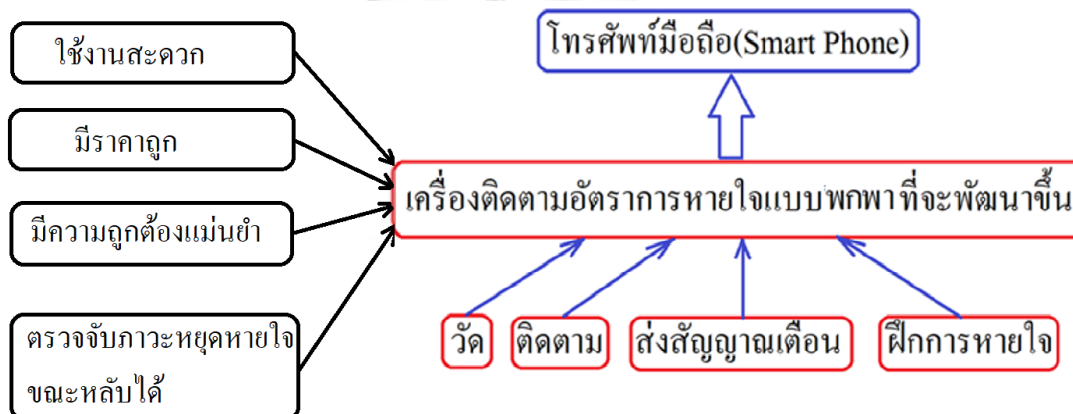 ใช้งานสะดวก
มีราคาถูก
มีความถูกต้องแม่นยำ
ตรวจจับภาวะหยุดหายใจ
ขณะหลับได้
โทรศัพท์มือถือ(Smart Phone)
เครื่องติดตามอัตราการหายใจแบบพกพาที่จะพัฒนาขึ้น
วัด
ติดตาม
ส่งสัญญาณเตือน
ฝึกการหายใจ